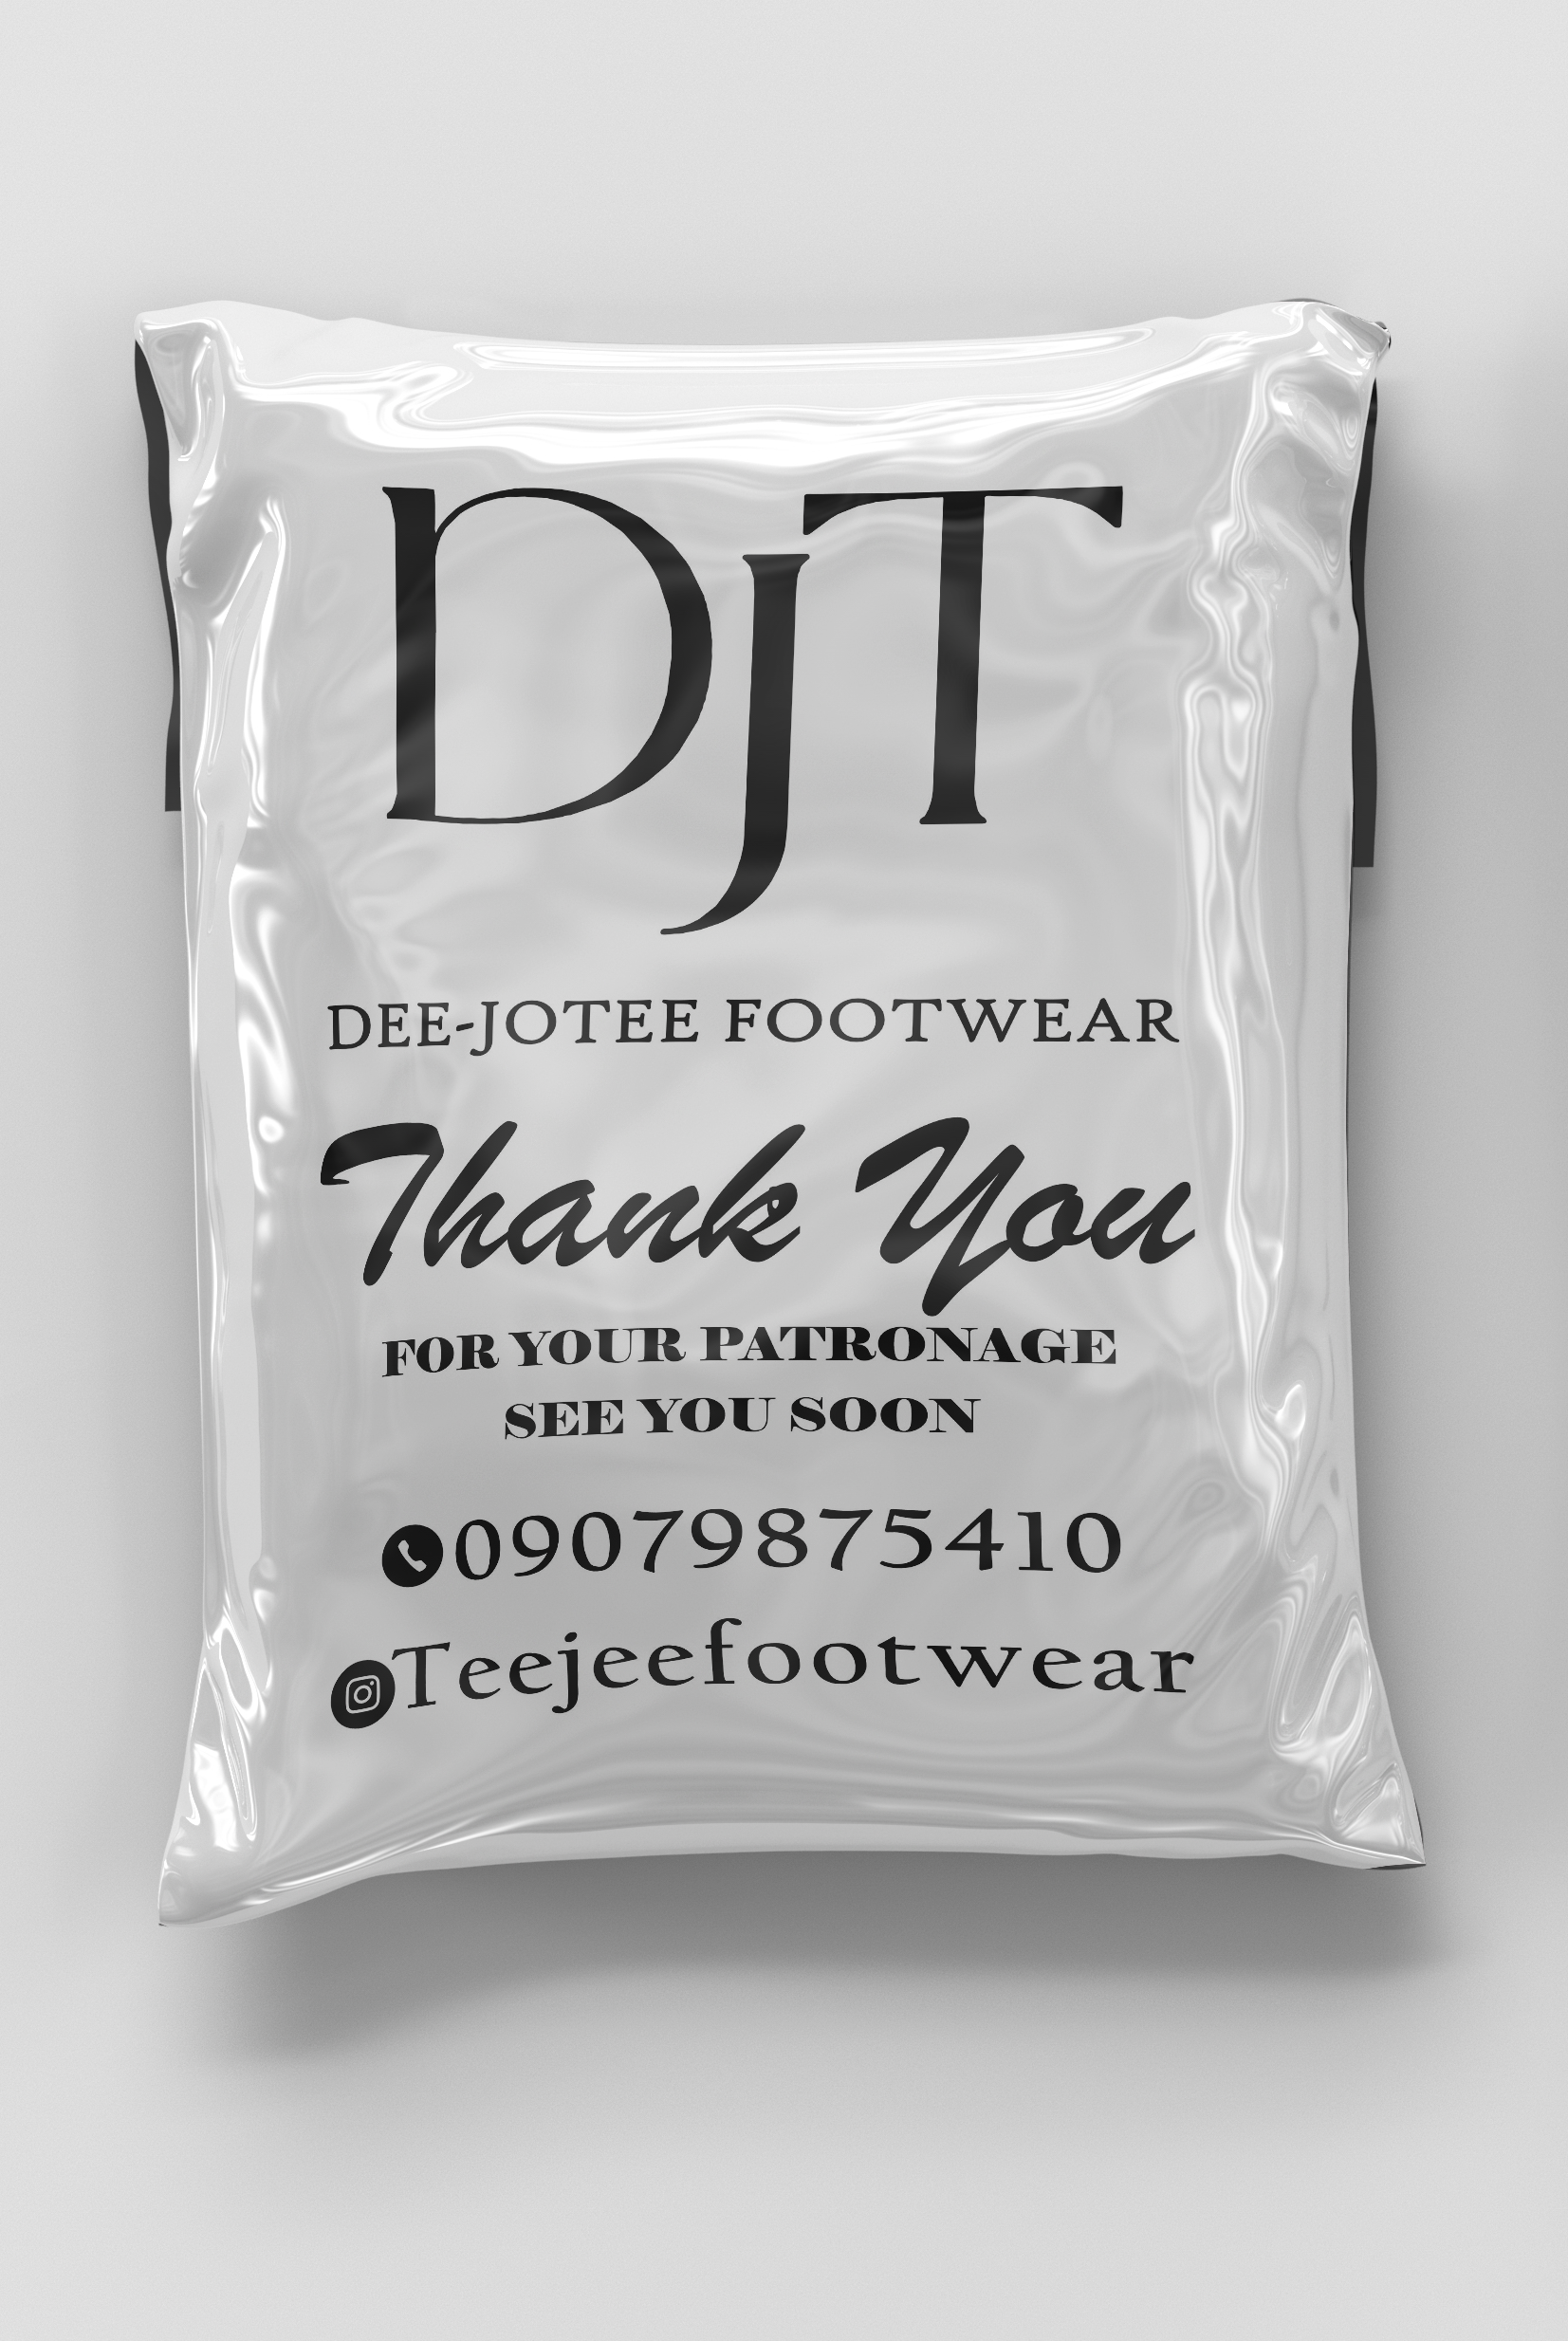 DJT
DEE-JOTEE FOOTWEAR
Thank You
FOR YOUR PATRONAGE
SEE YOU SOON
09079875410
Teejeefootwear